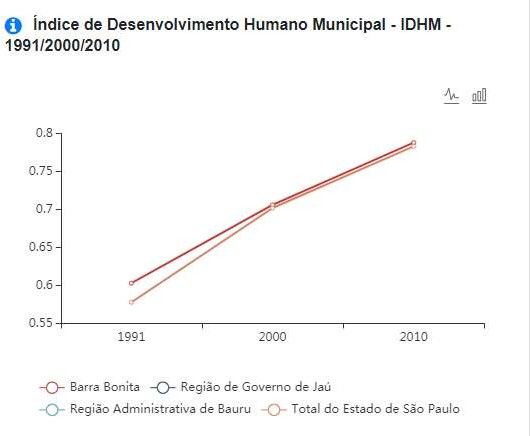 Índice de Desenvolvimento Humano Municipal - IDHM -
1991/2000/2010
0.8
0.75
0.7
0.65
0.6
0.55
1991 2000 2010
Barra Bonita Região de Governo de Jaú
Região Administrativa de Bauru Total do Estado de São Paulo